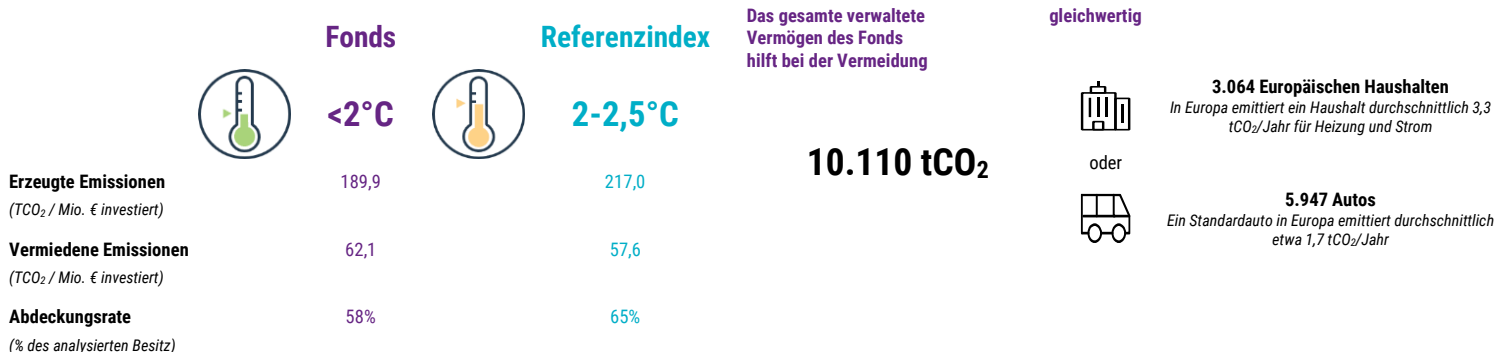 Fonds
Referenzindex
<2°C
2-2,5°C
Erzeugte Emissionen
189,9
217,0
(TCO₂ / Mio. € investiert)
Vermiedene Emissionen
62,1
57,6
(TCO₂ / Mio. € investiert)
Abdeckungsrate
58%
65%
(% des analysierten Besitz)
Das gesamte verwaltete
Vermögen des Fonds
hilft bei der Vermeidung
10.110 tCO₂
gleichwertig
3.064 Europäischen Haushalten
In Europa emittiert ein Haushalt durchschnittlich 3,3
tCO₂/Jahr für Heizung und Strom
oder
5.947 Autos
Ein Standardauto in Europa emittiert durchschnittlich
etwa 1,7 tCO₂/Jahr